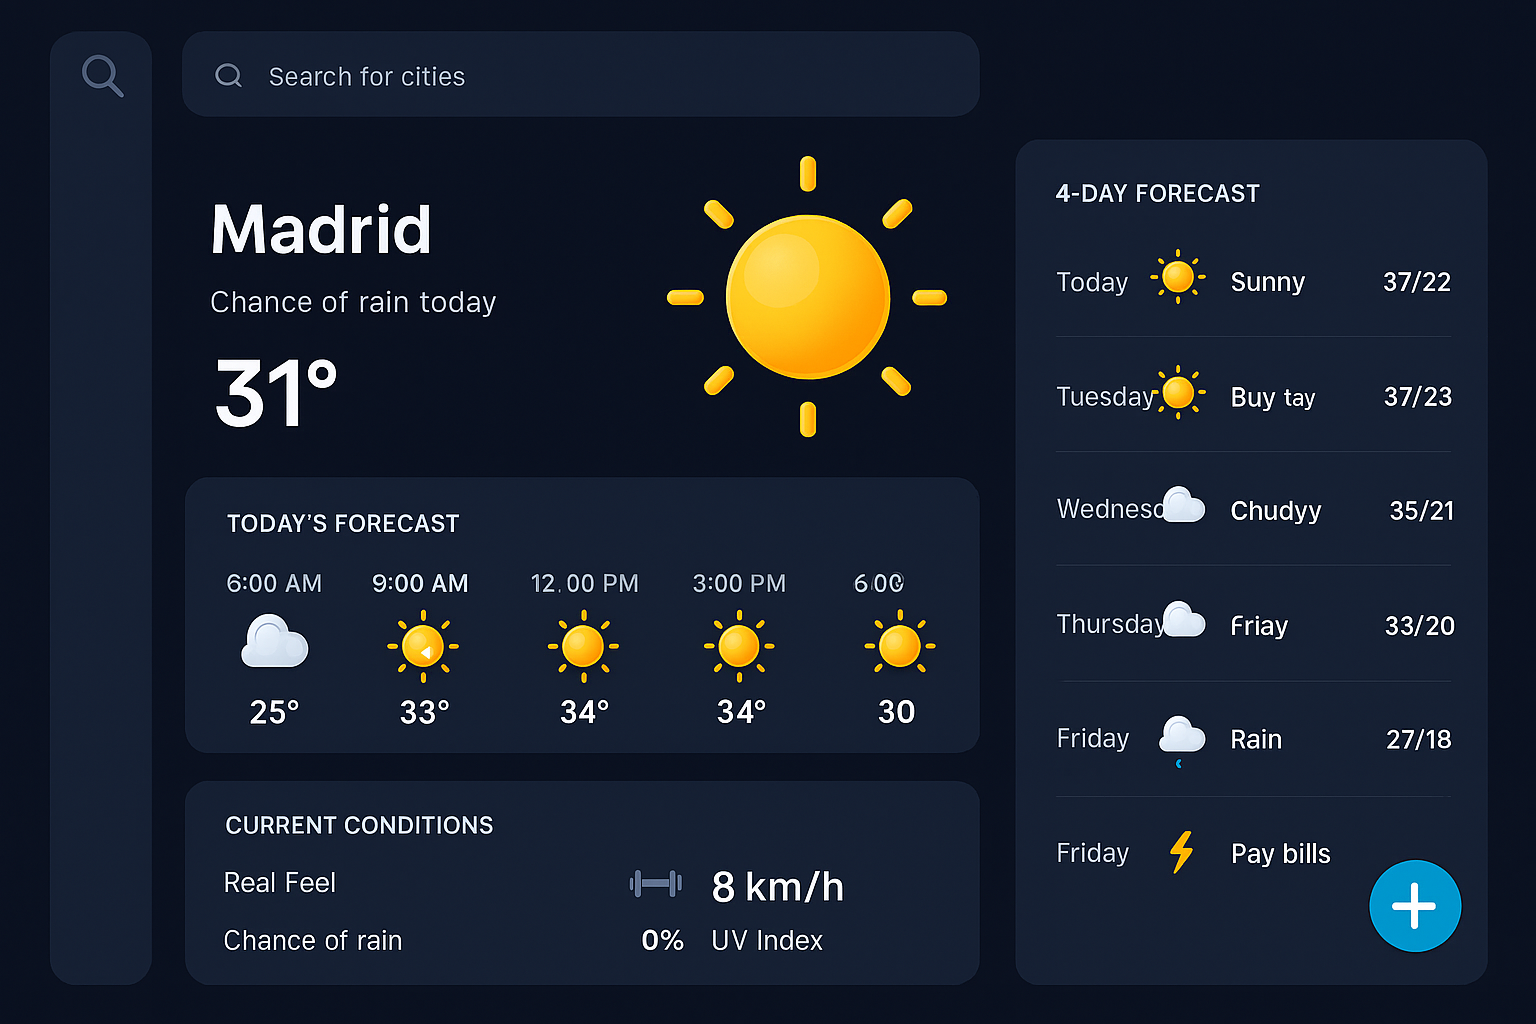 Search for cities
Madrid
Chance of rain today
31°
TODAY'S FORECAST
6:00 AM 9:00 AM 12.00 PM 3:00 PM
25° 33° 34° 34° 30
CURRENT CONDITIONS
Real Feel 8 km/h
Chance of rain 0% UV Index
4-DAY FORECAST
Today Sunny 37/22
Tuesday Buy tay 37/23
Wednesd Chudyy 35/21
Thursday Friay 33/20
Friday Rain 27/18
Friday Pay bills